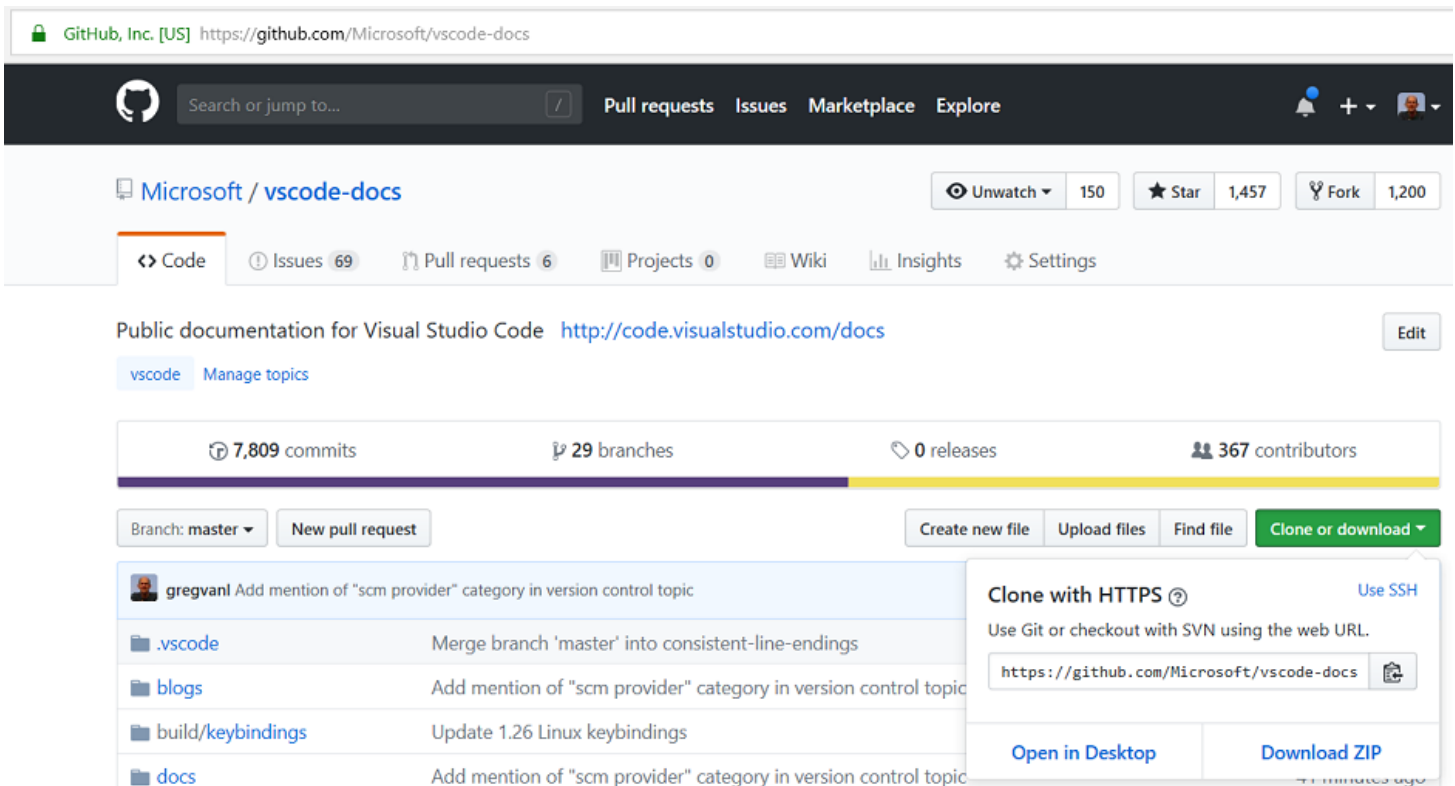 GitHub, Inc. [US] https://github.com/Microsoft/vscode-docs
Search or jump to... / Pull requests Issues Marketplace Explore
Microsoft / vscode-docs Unwatch 150 Star 1,457 Fork 1,200
Code Issues 69 Pull requests 6 Projects 0 Wiki Insights Settings
Public documentation for Visual Studio Code http://code.visualstudio.com/docs Edit
vscode Manage topics
7,809 commits 29 branches 0 releases 367 contributors
Branch: master New pull request Create new file Upload files Find file Clone or download
gregvanl Add mention of "scm provider" category in version control topic
Clone with HTTPS Use SSH
Use Git or checkout with SVN using the web URL.
https://github.com/Microsoft/vscode-docs
Open in Desktop Download ZIP
.vscode Merge branch 'master' into consistent-line-endings
blogs Add mention of "scm provider" category in version control topic
build/keybindings Update 1.26 Linux keybindings
docs Add mention of "scm provider" category in version control topic 41 minutes ago